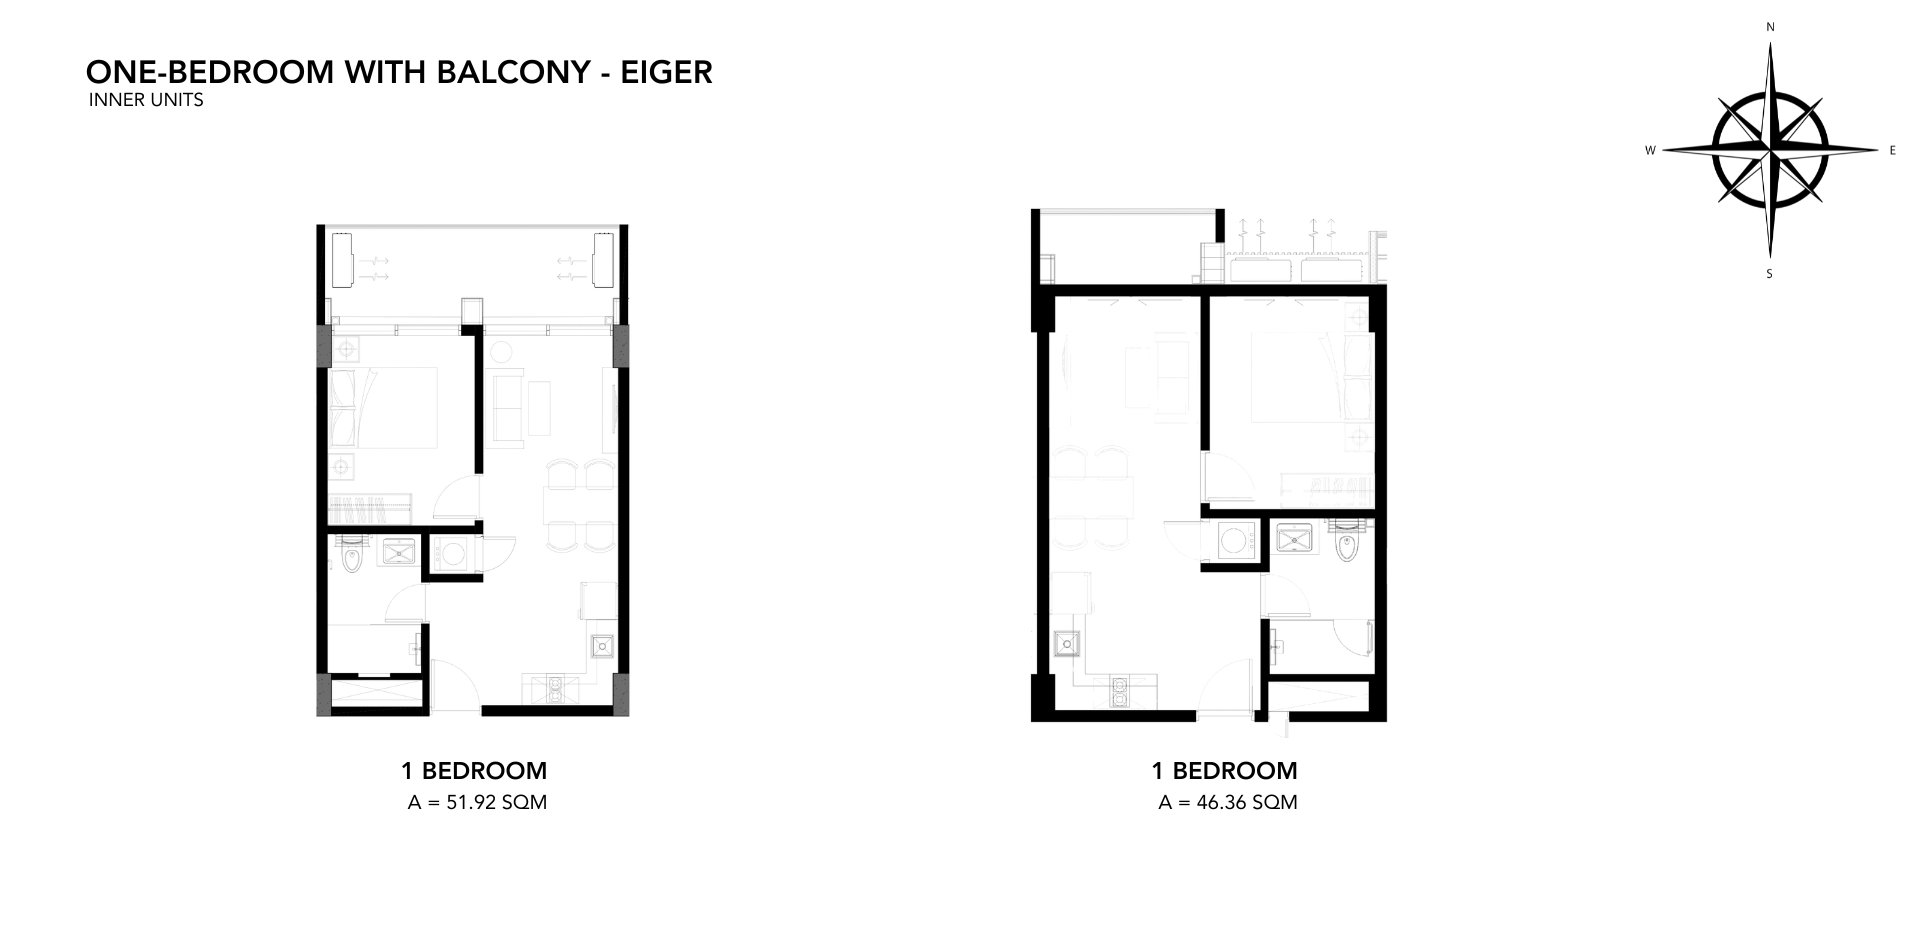 ONE-BEDROOM WITH BALCONY - EIGER
INNER UNITS
N
W
E
S
1 BEDROOM
A = 51.92 SQM
1 BEDROOM
A = 46.36 SQM